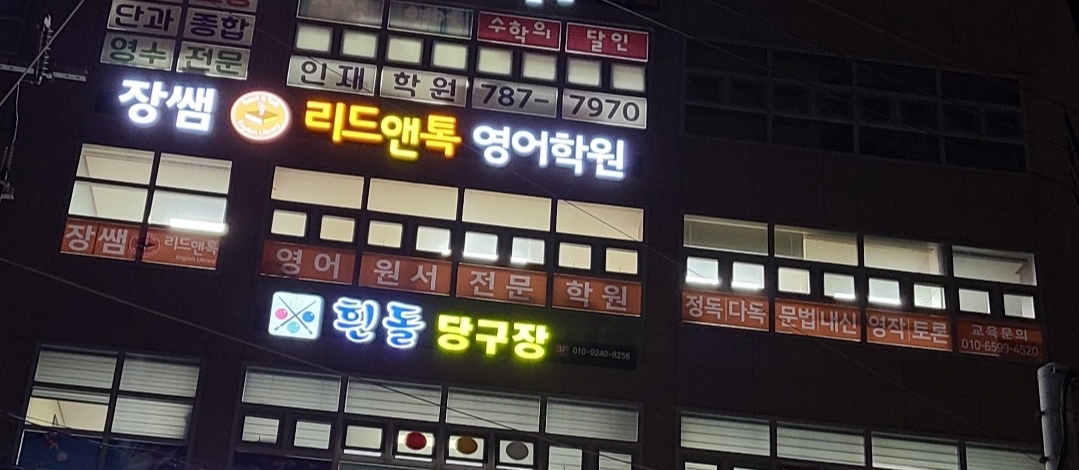 단과 종합
영수 전문
수학의 달인
인재 학원 787-7970
장쌤 리드앤톡 영어학원
장쌤 리드앤톡
English Library
영어 원서 전문 학원
정독다독 문법내신 영작토론 교육문의
010-6599-4520
흰돌 당구장 3F 010-9240-8256